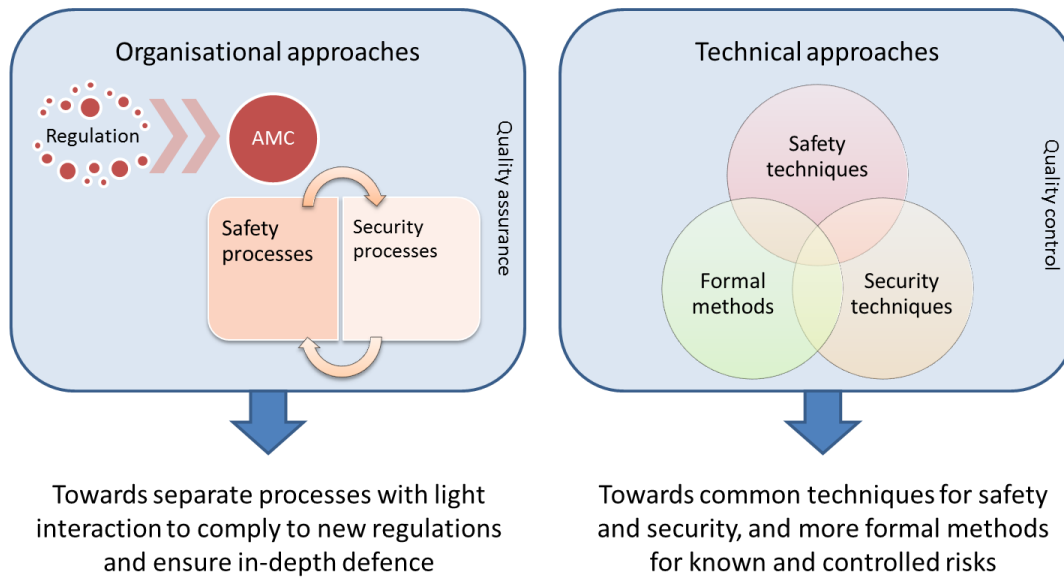 Organisational approaches
Regulation
AMC
Safety
processes
Security
processes
Quality assurance
Towards separate processes with light
interaction to comply to new regulations
and ensure in-depth defence
Technical approaches
Safety
techniques
Formal
methods
Security
techniques
Quality control
Towards common techniques for safety
and security, and more formal methods
for known and controlled risks